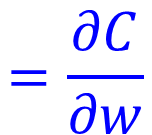 = ∂C/∂w